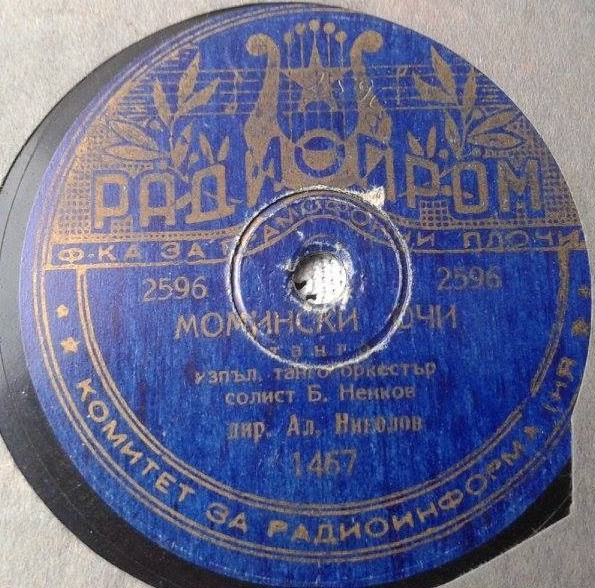 РАДИОПРОМ
Ф-КА ЗА ГРАМОФОННИ ПЛОЧИ
2596 2596
МОМИНСКИ ОЧИ
танго
изпъл. танго оркестър
солист Б. Ненков
дир. Ал. Николов
1467
КОМИТЕТ ЗА РАДИОИНФОРМА